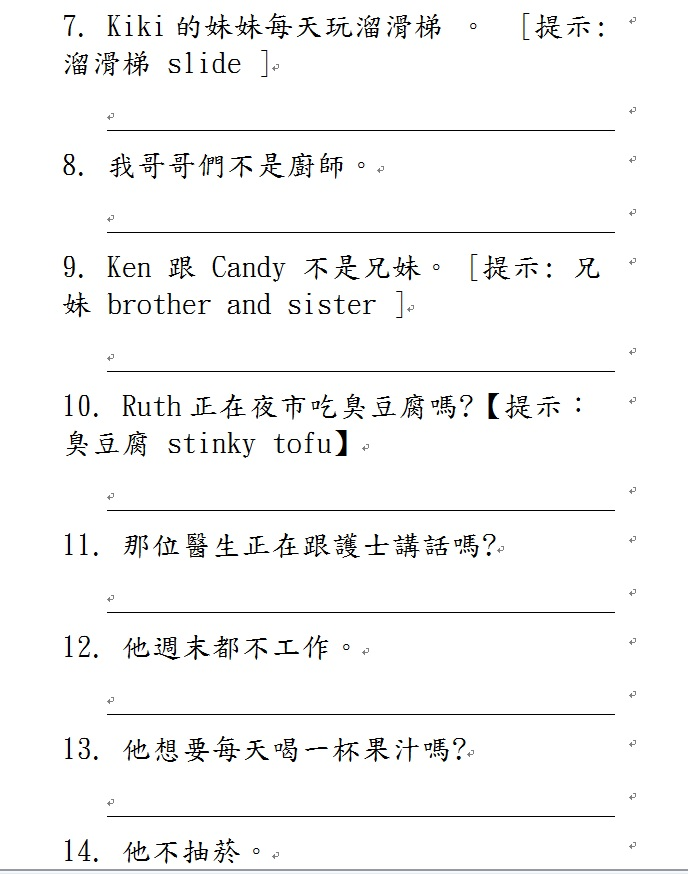 7. Kiki 的妹妹每天玩溜滑梯 。 [提示:
溜滑梯 slide ]
8. 我哥哥們不是廚師。
9. Ken 跟 Candy 不是兄妹。 [提示: 兄
妹 brother and sister ]
10. Ruth 正在夜市吃臭豆腐嗎?【提示：
臭豆腐 stinky tofu】
11. 那位醫生正在跟護士講話嗎?
12. 他週末都不工作。
13. 他想要每天喝一杯果汁嗎?
14. 他不抽菸。